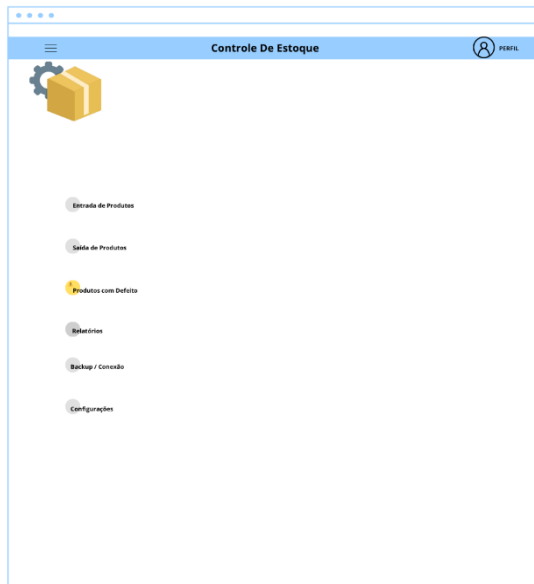 Controle De Estoque
PERFIL
Entrada de Produtos
Saída de Produtos
Produtos com Defeito
Relatórios
Backup / Conexão
Configurações